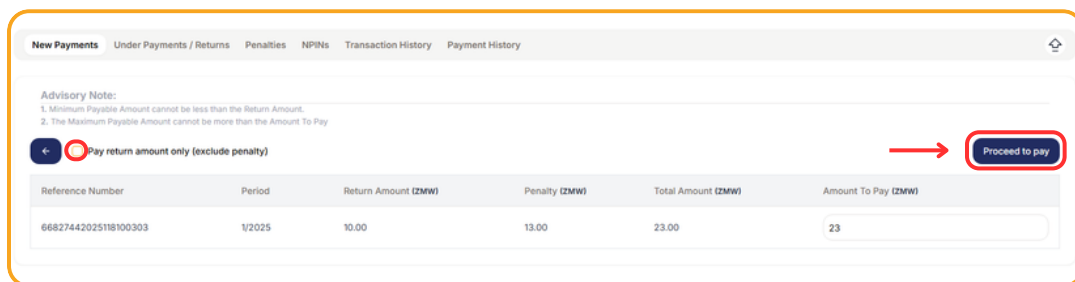 New Payments Under Payments / Returns Penalties NPINs Transaction History Payment History
Advisory Note:
1. Minimum Payable Amount cannot be less than the Return Amount.
2. The Maximum Payable Amount cannot be more than the Amount To Pay
Pay return amount only (exclude penalty) Proceed to pay
Reference Number Period Return Amount (ZMW) Penalty (ZMW) Total Amount (ZMW) Amount To Pay (ZMW)
66827442025118100303 1/2025 10.00 13.00 23.00 23